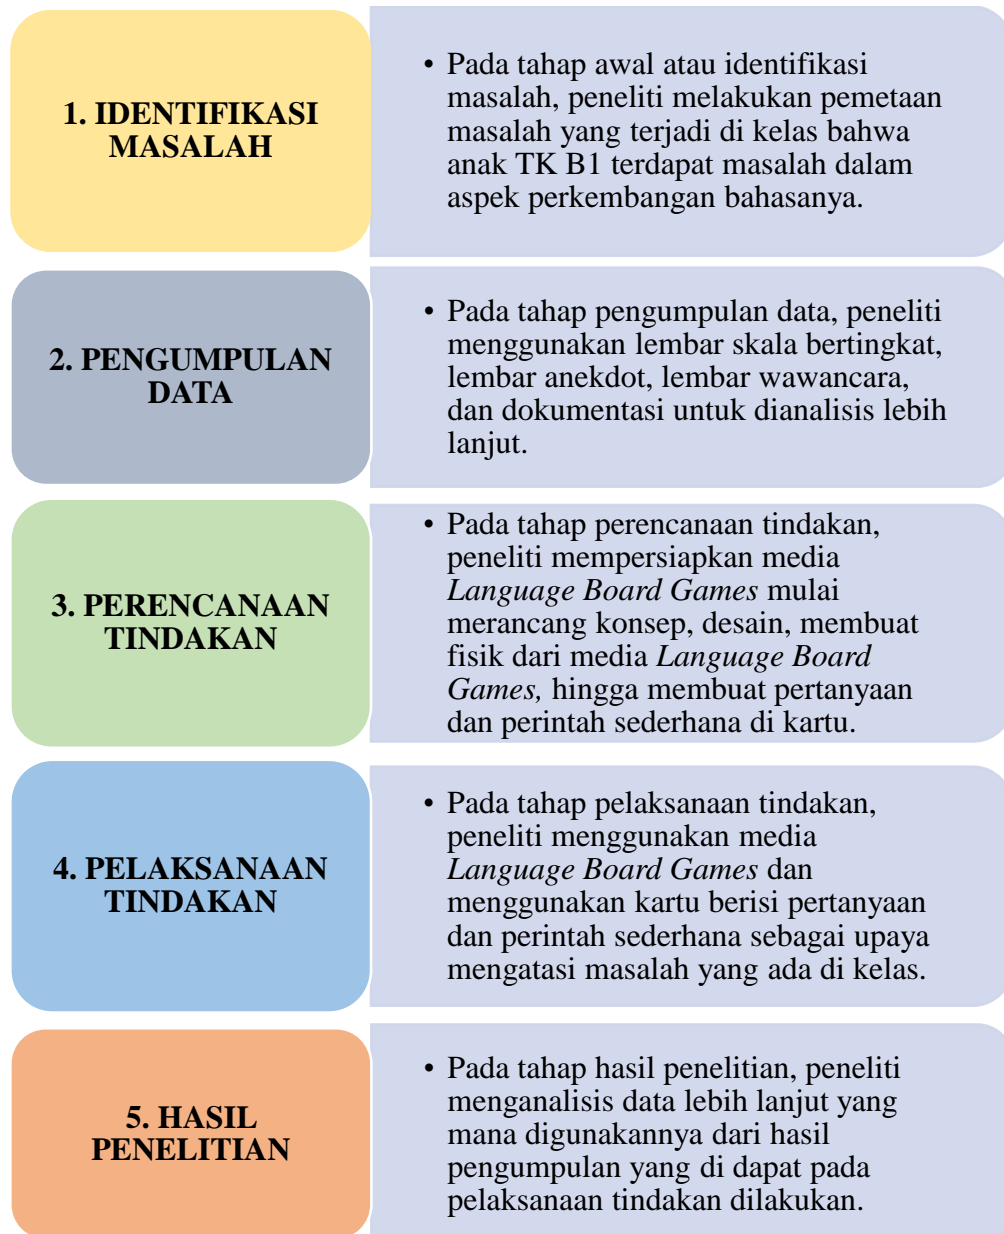 1. IDENTIFIKASI
MASALAH
• Pada tahap awal atau identifikasi
masalah, peneliti melakukan pemetaan
masalah yang terjadi di kelas bahwa
anak TK B1 terdapat masalah dalam
aspek perkembangan bahasanya.
2. PENGUMPULAN
DATA
• Pada tahap pengumpulan data, peneliti
menggunakan lembar skala bertingkat,
lembar anekdot, lembar wawancara,
dan dokumentasi untuk dianalisis lebih
lanjut.
3. PERENCANAAN
TINDAKAN
• Pada tahap perencanaan tindakan,
peneliti mempersiapkan media
Language Board Games mulai
merancang konsep, desain, membuat
fisik dari media Language Board
Games, hingga membuat pertanyaan
dan perintah sederhana di kartu.
4. PELAKSANAAN
TINDAKAN
• Pada tahap pelaksanaan tindakan,
peneliti menggunakan media
Language Board Games dan
menggunakan kartu berisi pertanyaan
dan perintah sederhana sebagai upaya
mengatasi masalah yang ada di kelas.
5. HASIL
PENELITIAN
• Pada tahap hasil penelitian, peneliti
menganalisis data lebih lanjut yang
mana digunakannya dari hasil
pengumpulan yang di dapat pada
pelaksanaan tindakan dilakukan.